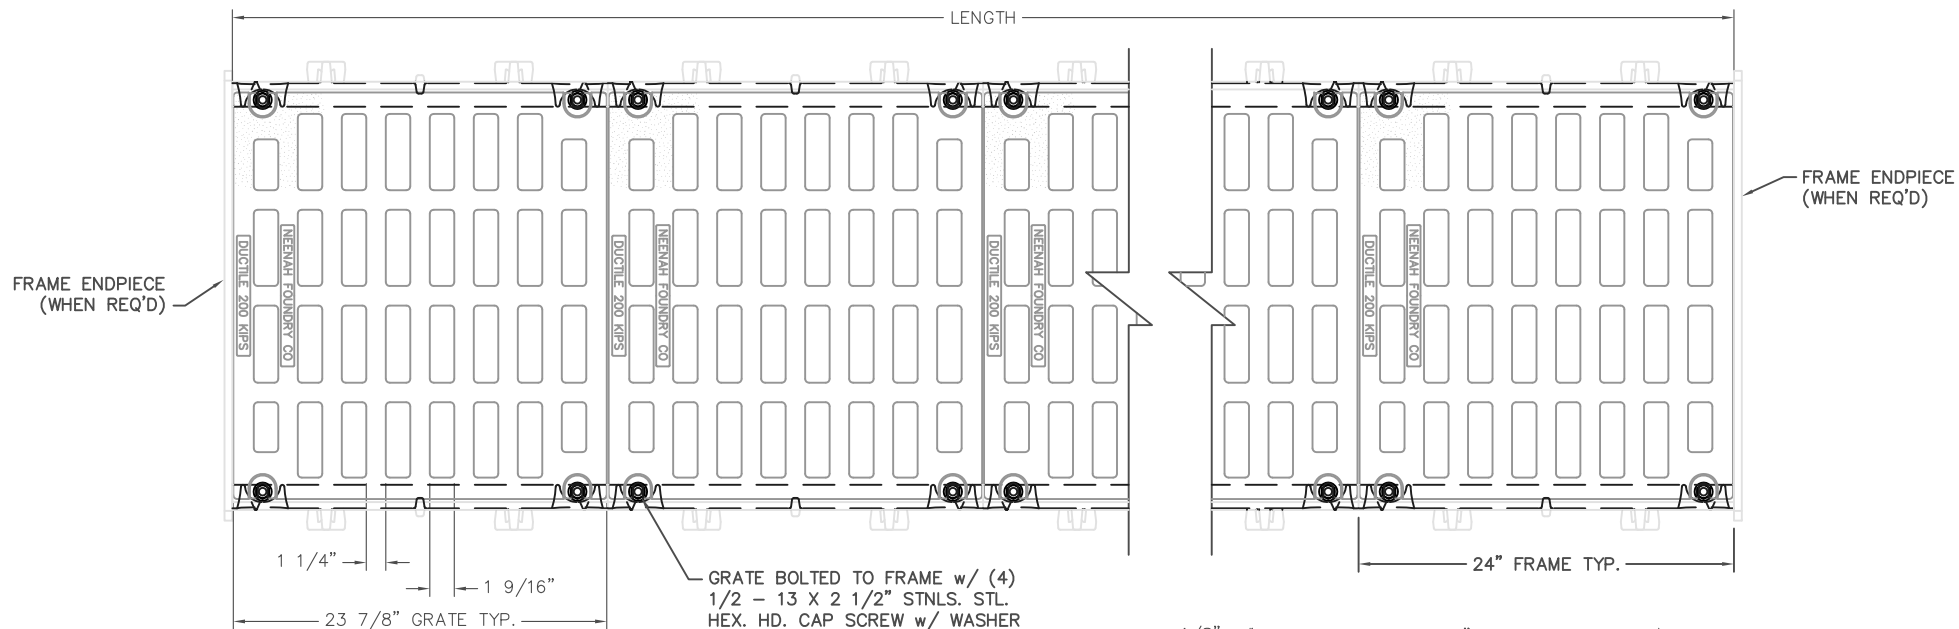 LENGTH
FRAME ENDPIECE
(WHEN REQ'D)
FRAME ENDPIECE
(WHEN REQ'D)
DUCTILE 200 KIPS
NEENAH FOUNDRY CO
DUCTILE 200 KIPS
NEENAH FOUNDRY CO
DUCTILE 200 KIPS
NEENAH FOUNDRY CO
DUCTILE 200 KIPS
NEENAH FOUNDRY CO
1 1/4"
1 9/16"
23 7/8" GRATE TYP.
GRATE BOLTED TO FRAME w/ (4)
1/2 - 13 X 2 1/2" STNLS. STL.
HEX. HD. CAP SCREW w/ WASHER
24" FRAME TYP.